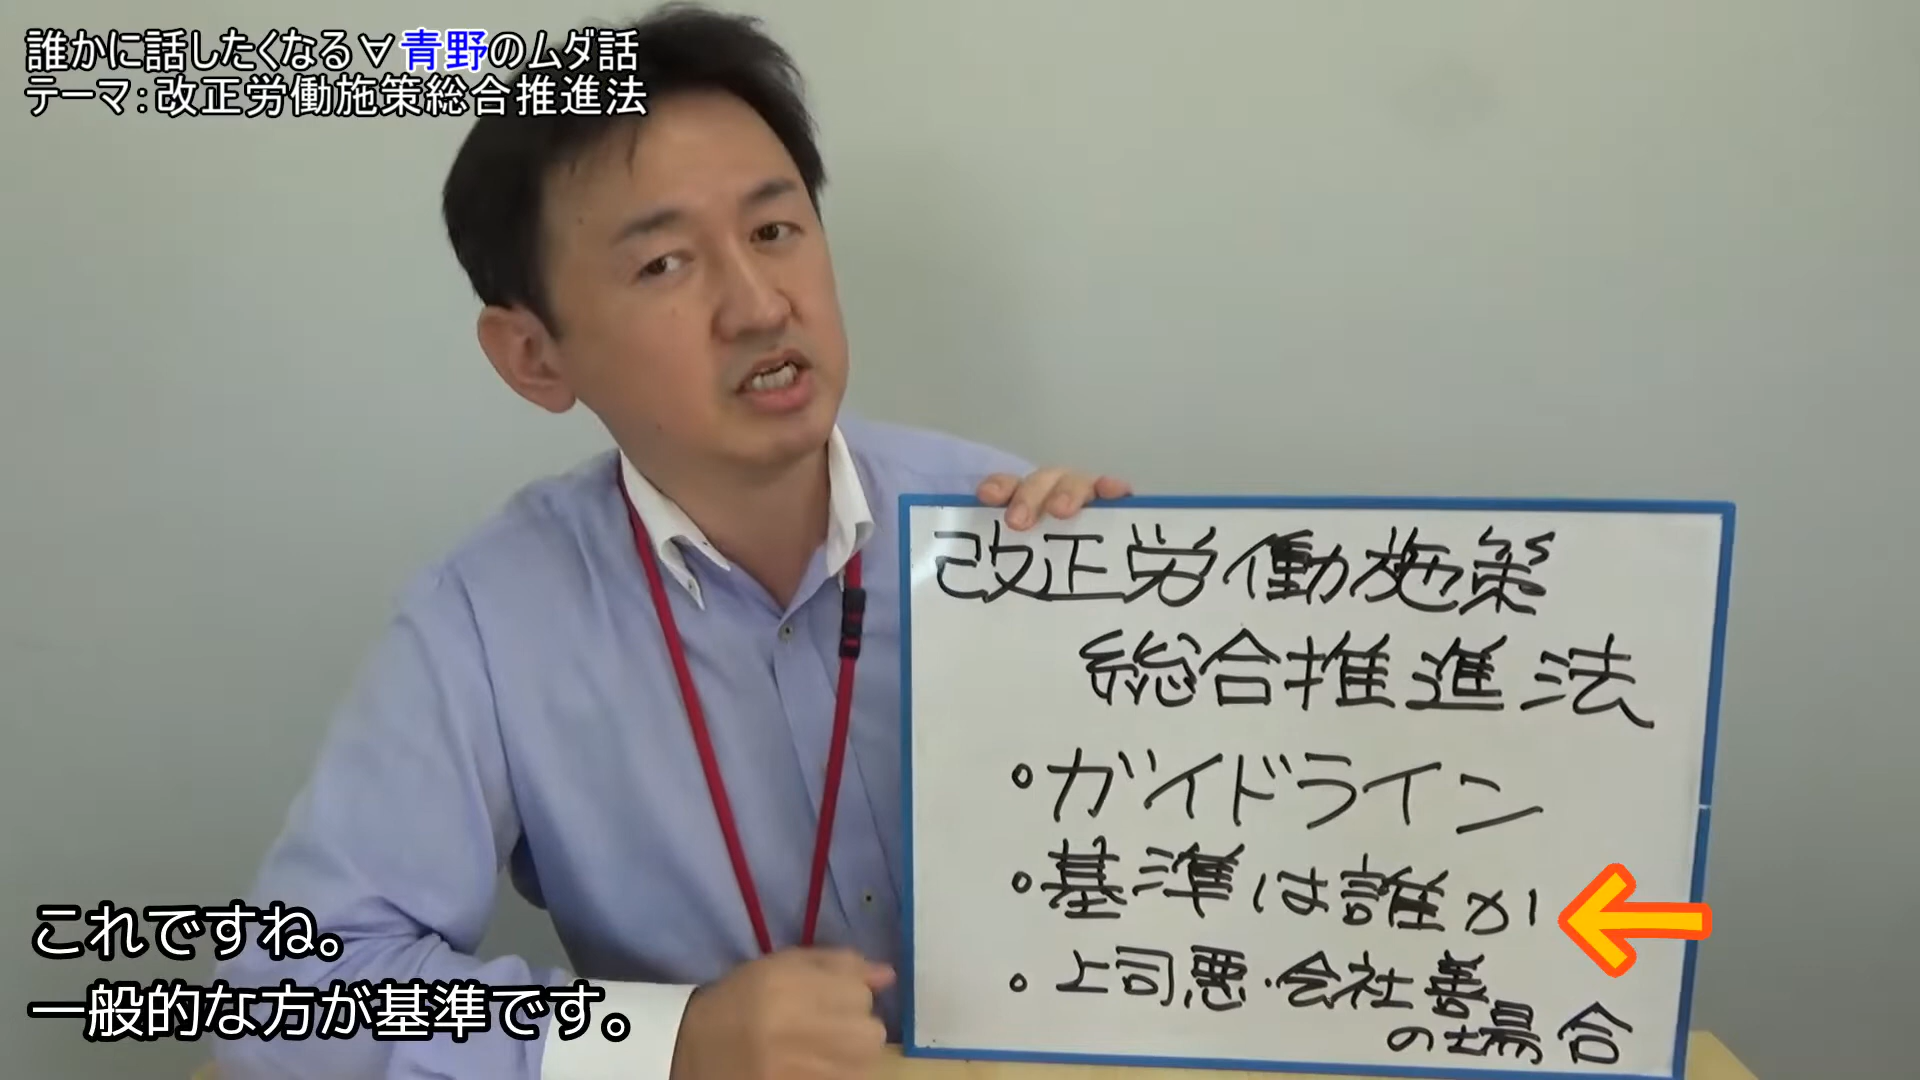 誰かに話したくなる∀青野のムダ話
テーマ:改正労働施策総合推進法
改正労働施策
総合推進法
・ガイドライン
・基準は誰か
・上司悪・会社善
の場合
これですね。
一般的な方が基準です。